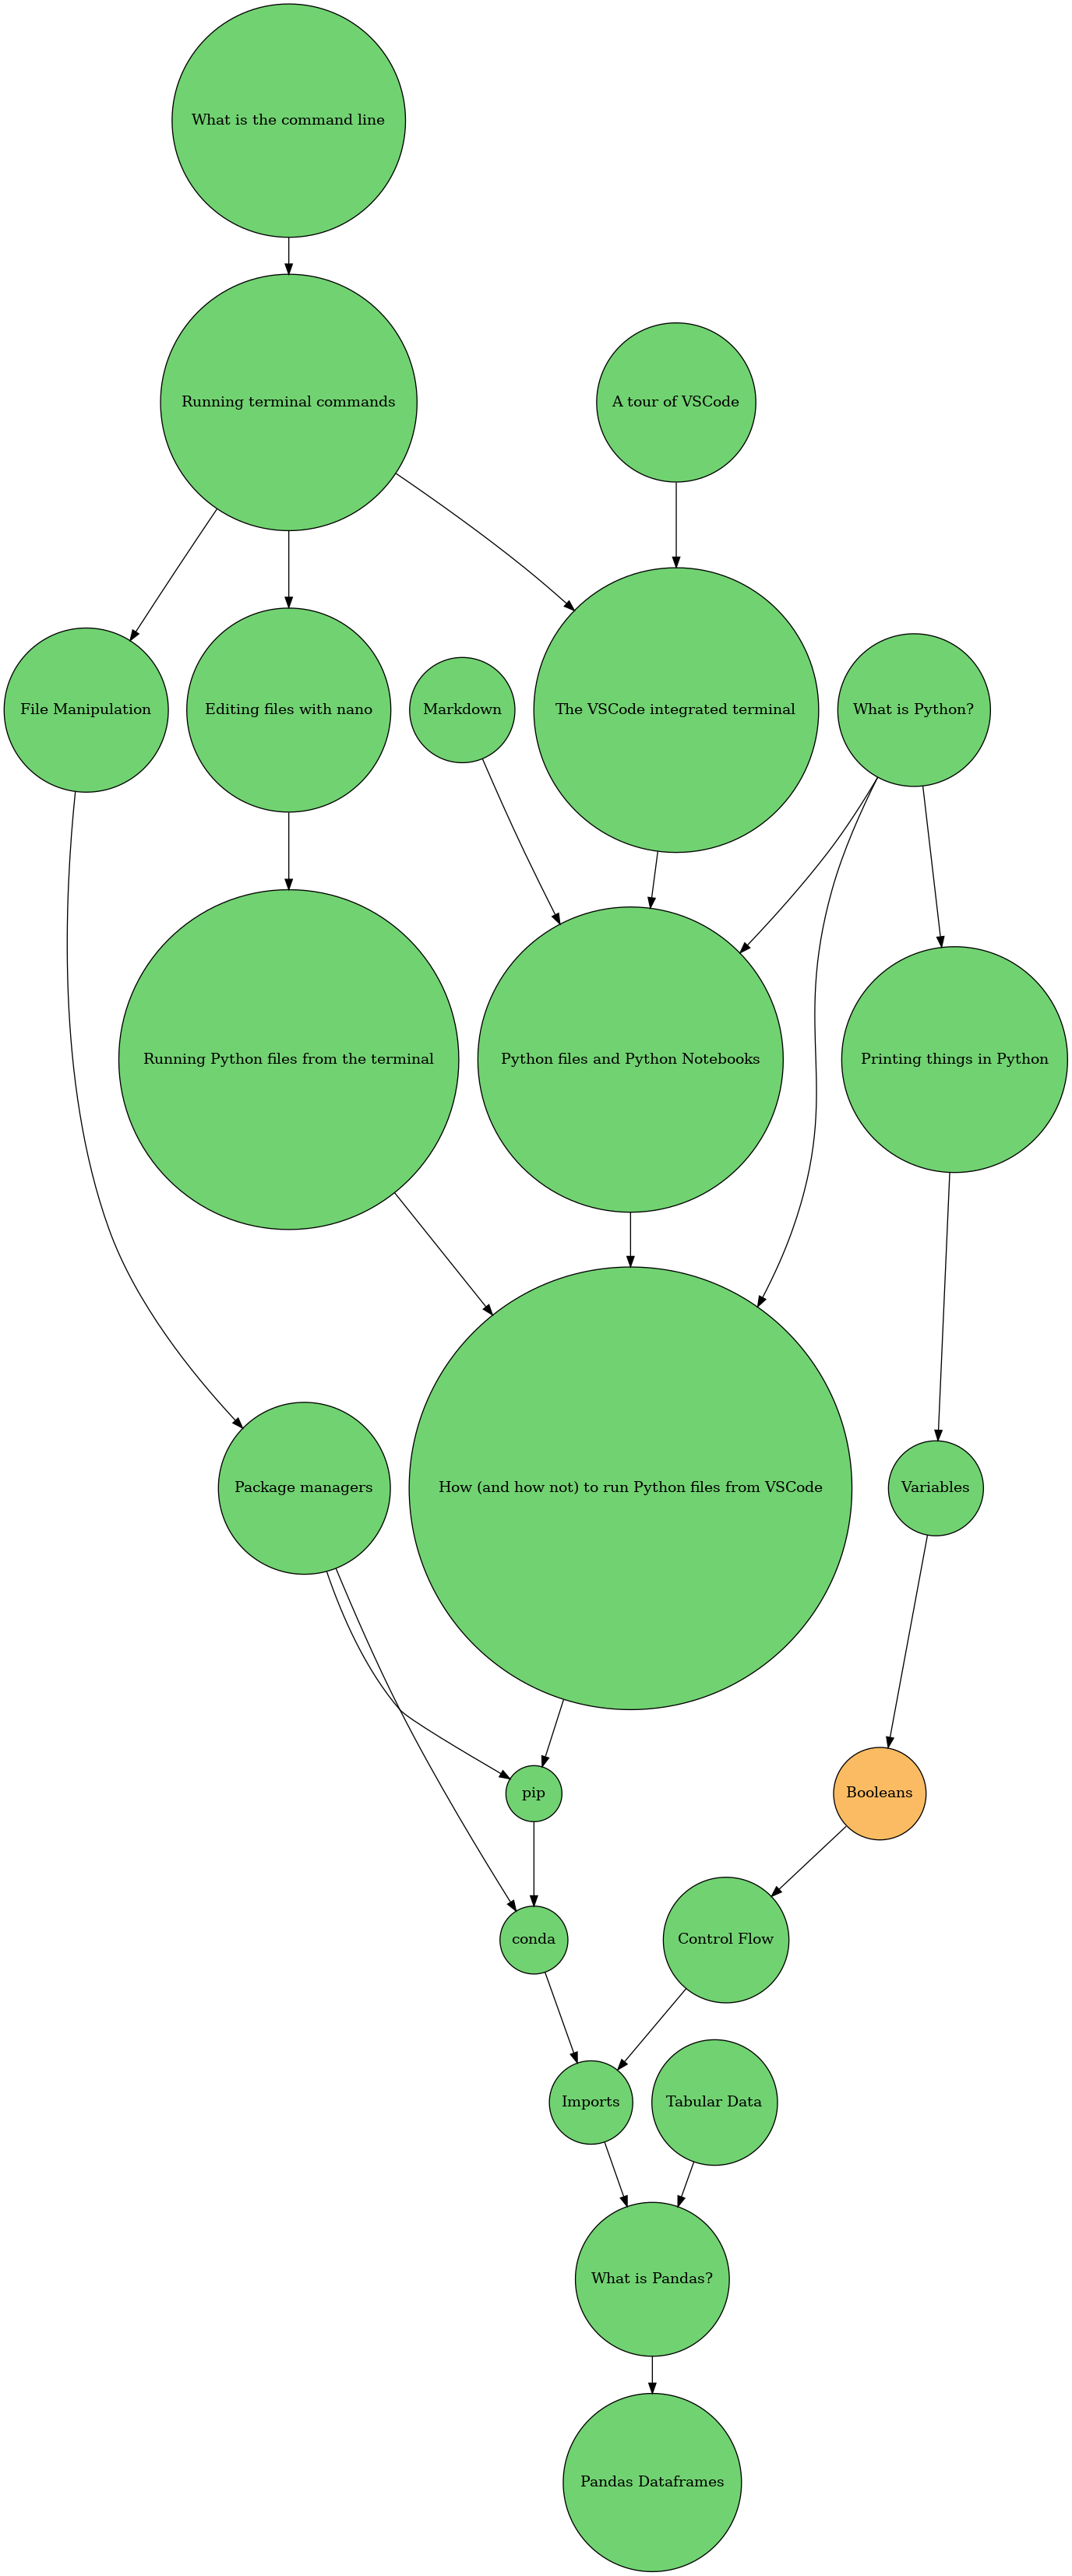 What is the command line
Running terminal commands
A tour of VSCode
File Manipulation
Editing files with nano
Markdown
The VSCode integrated terminal
What is Python?
Running Python files from the terminal
Python files and Python Notebooks
Printing things in Python
Package managers
How (and how not) to run Python files from VSCode
Variables
pip
Booleans
conda
Control Flow
Imports
Tabular Data
What is Pandas?
Pandas Dataframes